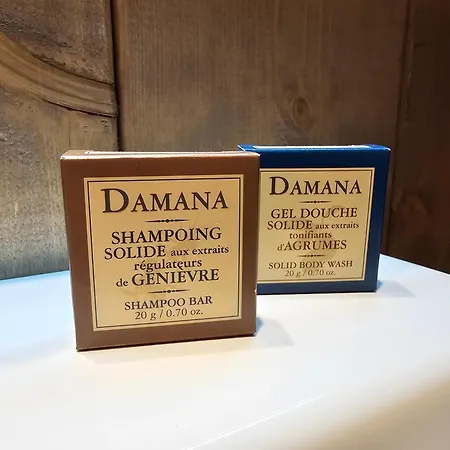 DAMANA
SHAMPOING
SOLIDE aux extraits
régulateurs
de GENIÈVRE
SHAMPOO BAR
20 g / 0.70 oz.
DAMANA
GEL DOUCHE
SOLIDE aux extraits
tonifiants
d'AGRUMES
SOLID BODY WASH
20 g / 0.70 oz.